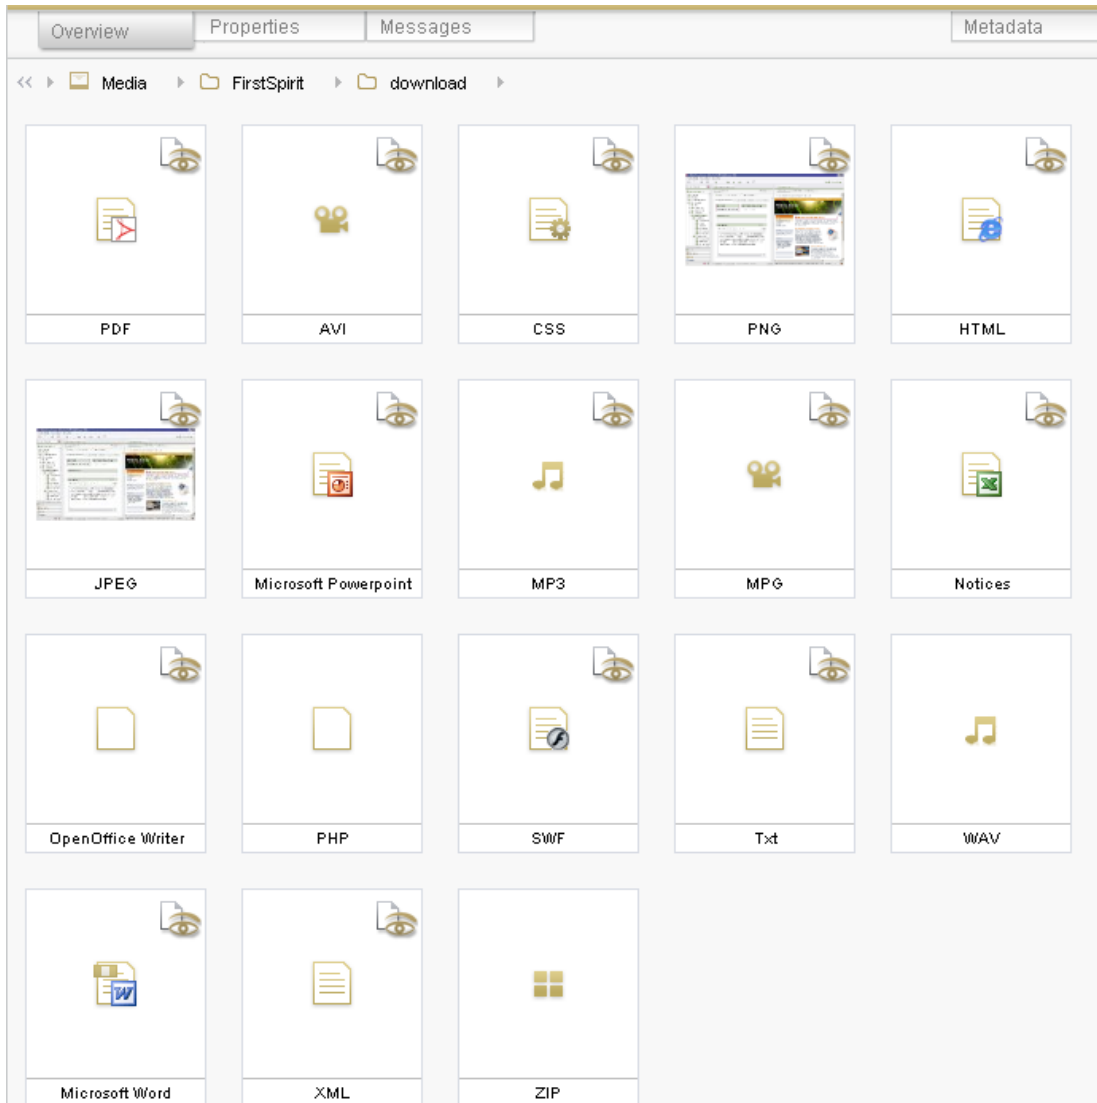 Overview Properties Messages Metadata
Media FirstSpirit download
PDF AVI CSS PNG HTML
JPEG Microsoft Powerpoint MP3 MPG Notices
OpenOffice Writer PHP SWF Txt WAV
Microsoft Word XML ZIP